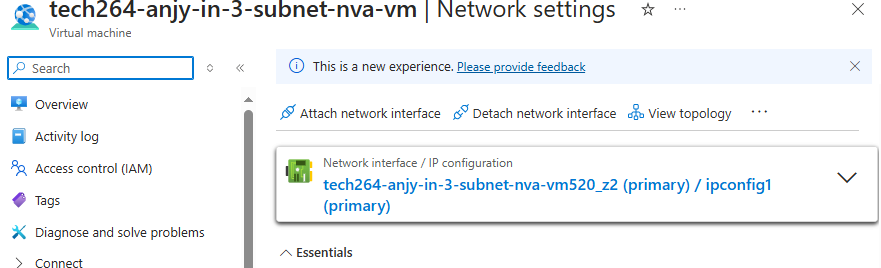 tech264-anjy-in-3-subnet-nva-vm | Network settings
Virtual machine
Search
This is a new experience. Please provide feedback
Overview
Activity log
Access control (IAM)
Tags
Diagnose and solve problems
Connect
Attach network interface Detach network interface View topology
Network interface / IP configuration
tech264-anjy-in-3-subnet-nva-vm520_z2 (primary) / ipconfig1
(primary)
Essentials